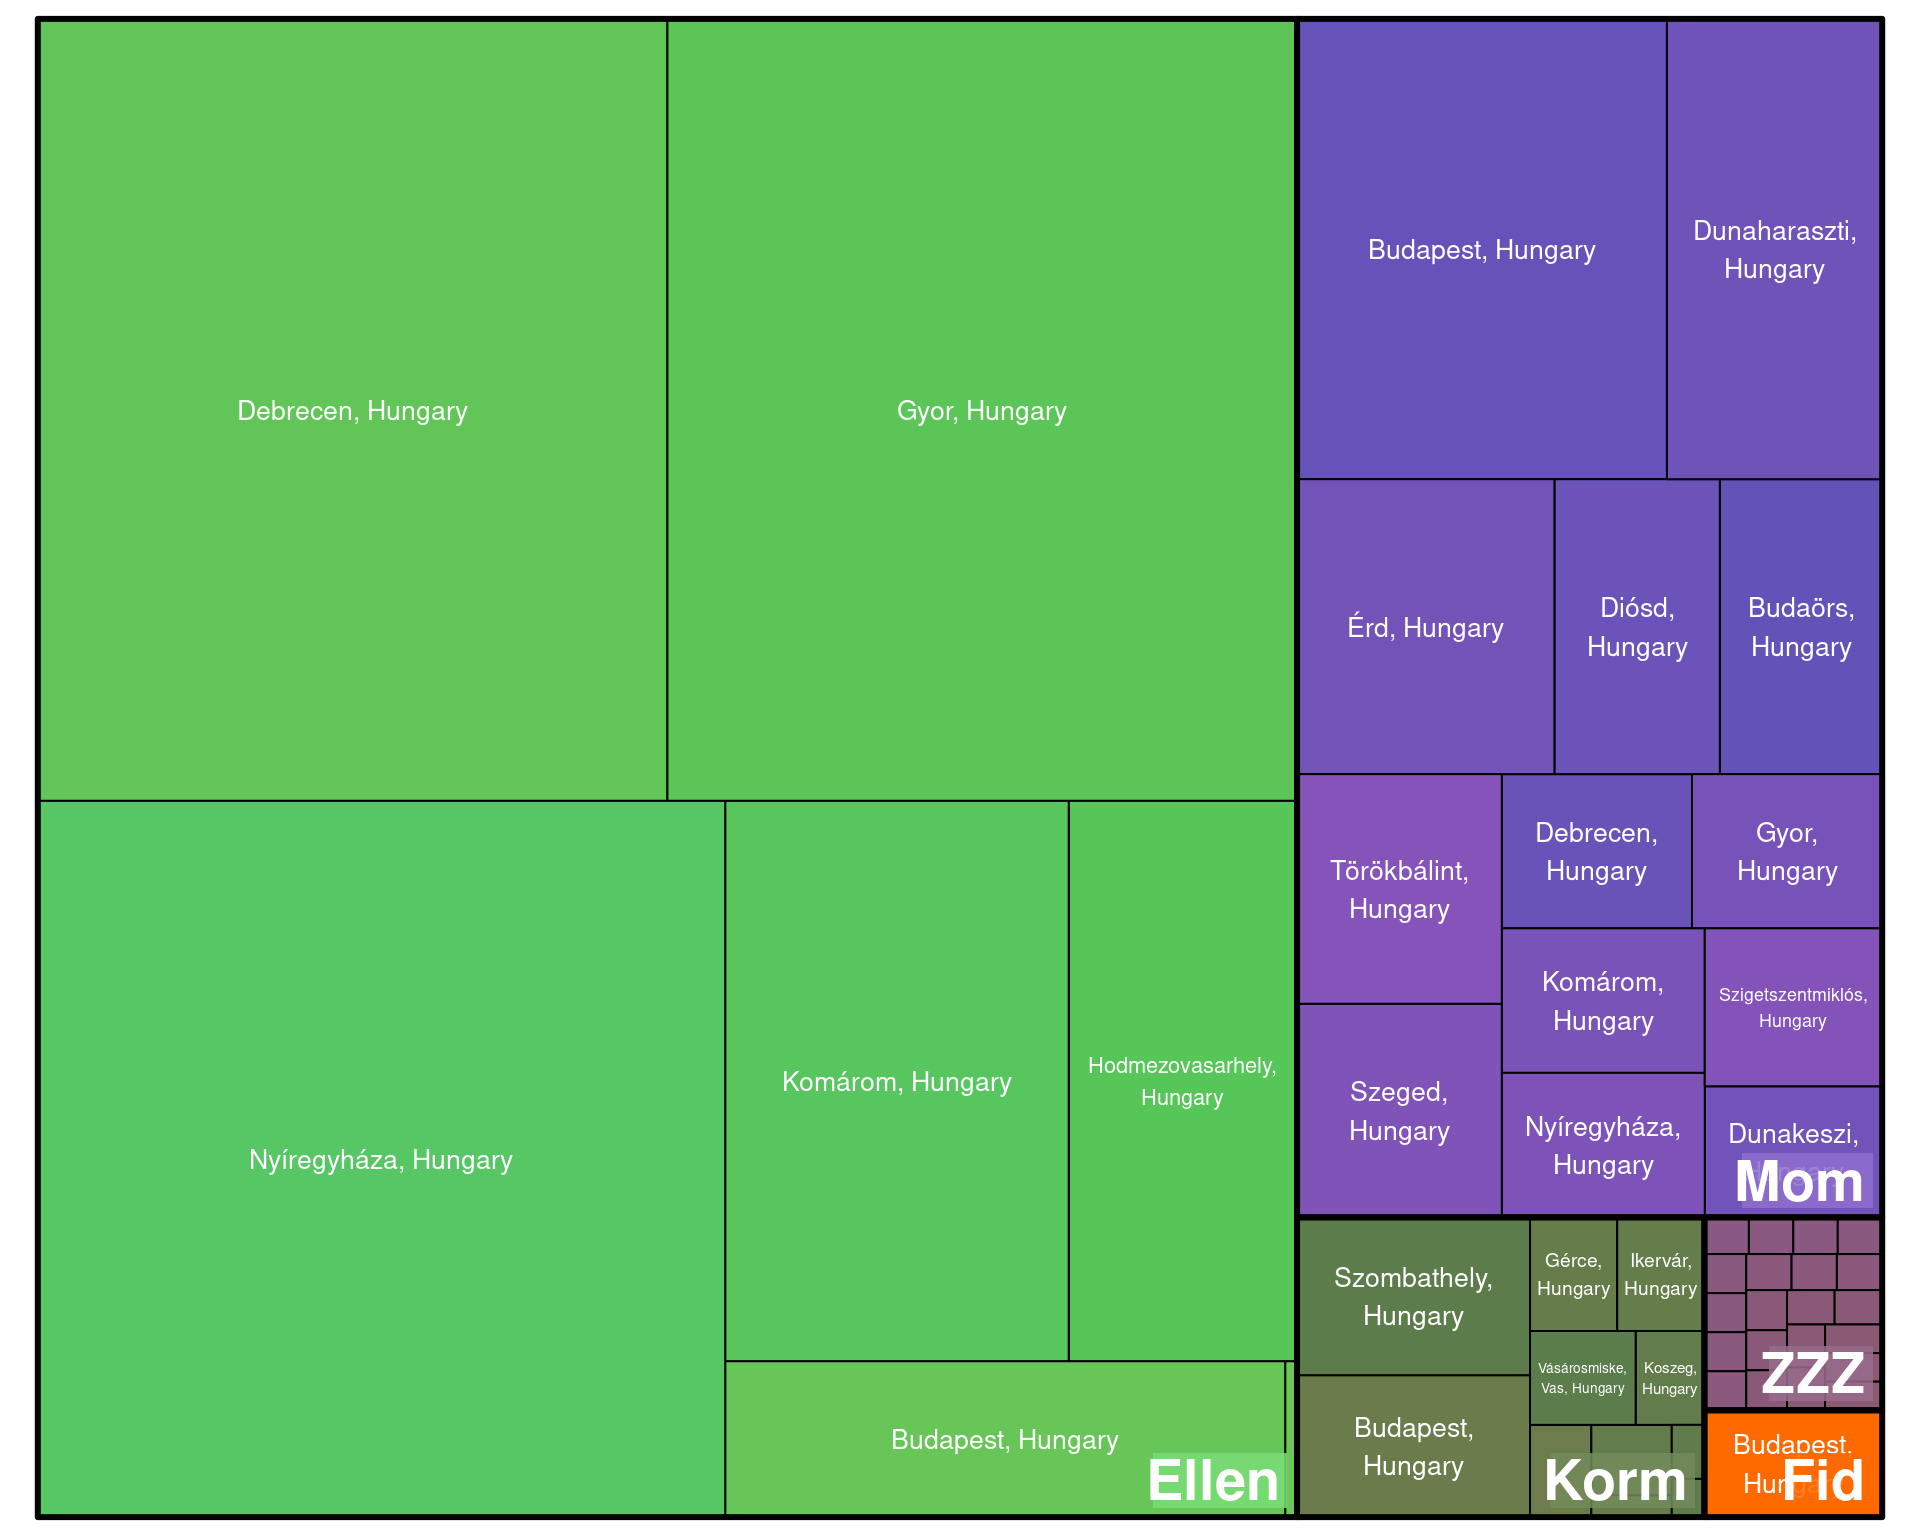 Debrecen, Hungary
Gyor, Hungary
Nyíregyháza, Hungary
Komárom, Hungary
Hodmezovasarhely,
Hungary
Budapest, Hungary
Ellen
Budapest, Hungary
Dunaharaszti,
Hungary
Érd, Hungary
Diósd,
Hungary
Budaörs,
Hungary
Törökbálint,
Hungary
Debrecen,
Hungary
Gyor,
Hungary
Szeged,
Hungary
Komárom,
Hungary
Szigetszentmiklós,
Hungary
Nyíregyháza,
Hungary
Dunakeszi,
Mom
Szombathely,
Hungary
Gérce,
Hungary
Ikervár,
Hungary
Vásárosmiske,
Vas, Hungary
Koszeg,
Hungary
Budapest,
Hungary
Korm
ZZZ
Budapest,
Fid